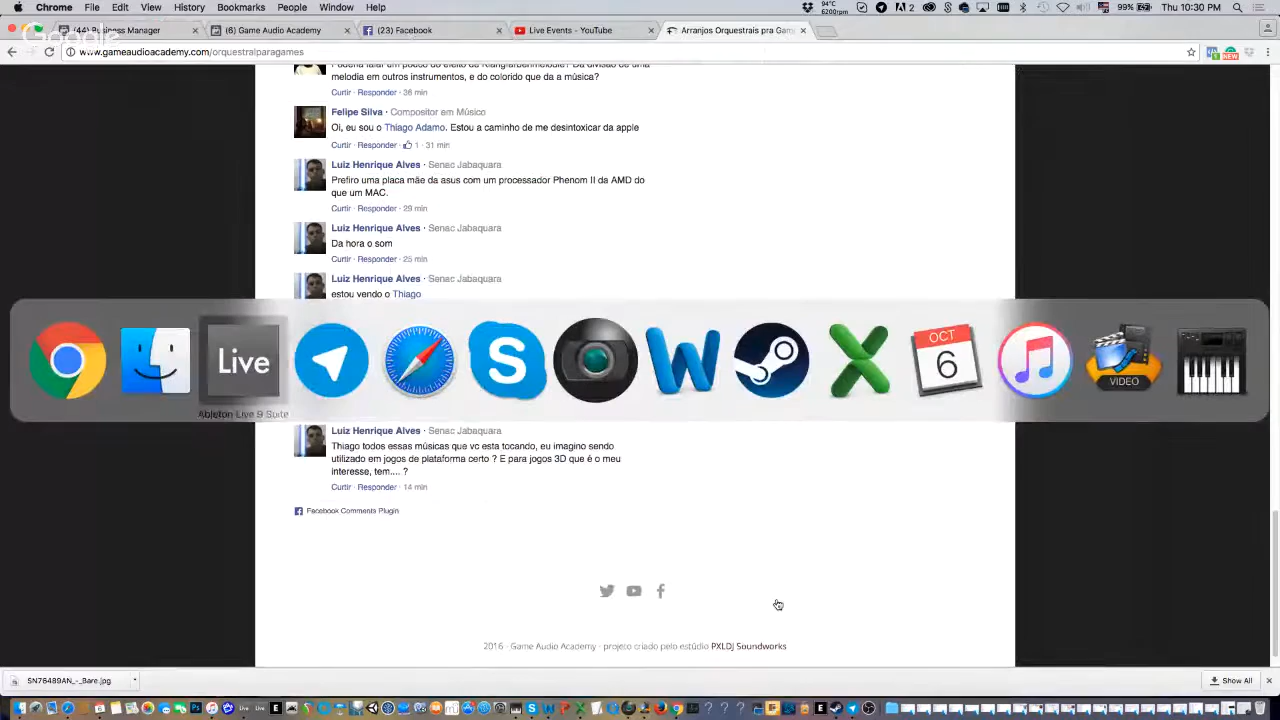 Chrome File Edit View History Bookmarks People Window Help
99% Thu 10:30 PM
Business Manager
(6) Game Audio Academy
(23) Facebook
Live Events - YouTube
Arranjos Orquestrais pra Gam
www.gameaudioacademy.com/orquestralparagames
NEW
melodia em outros instrumentos, e do colorido que da a música?
Curtir · Responder · 36 min
Felipe Silva · Compositor em Músico
Oi, eu sou o Thiago Adamo. Estou a caminho de me desintoxicar da apple
Curtir · Responder · 1 · 31 min
Luiz Henrique Alves · Senac Jabaquara
Prefiro uma placa mãe da asus com um processador Phenom II da AMD do
que um MAC.
Curtir · Responder · 29 min
Luiz Henrique Alves · Senac Jabaquara
Da hora o som
Curtir · Responder · 25 min
Luiz Henrique Alves · Senac Jabaquara
estou vendo o Thiago
Live
OCT
6
VIDEO
Ableton Live 9 Suite
Luiz Henrique Alves · Senac Jabaquara
Thiago todos essas músicas que vc esta tocando, eu imagino sendo
utilizado em jogos de plataforma certo ? E para jogos 3D que é o meu
interesse, tem.... ?
Curtir · Responder · 14 min
Facebook Comments Plugin
2016 - Game Audio Academy - projeto criado pelo estúdio PXLDJ Soundworks
SN76489AN_-_Bare.jpg
Show All